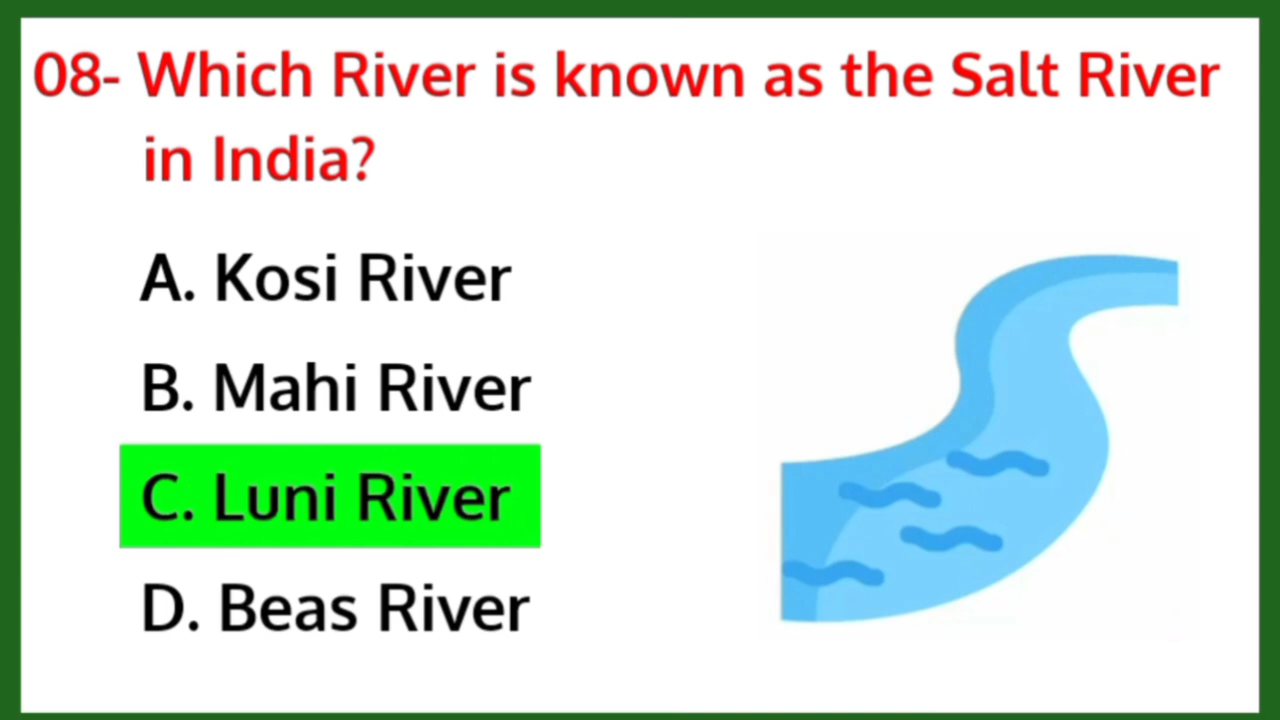 08- Which River is known as the Salt River
in India?
A. Kosi River
B. Mahi River
C. Luni River
D. Beas River